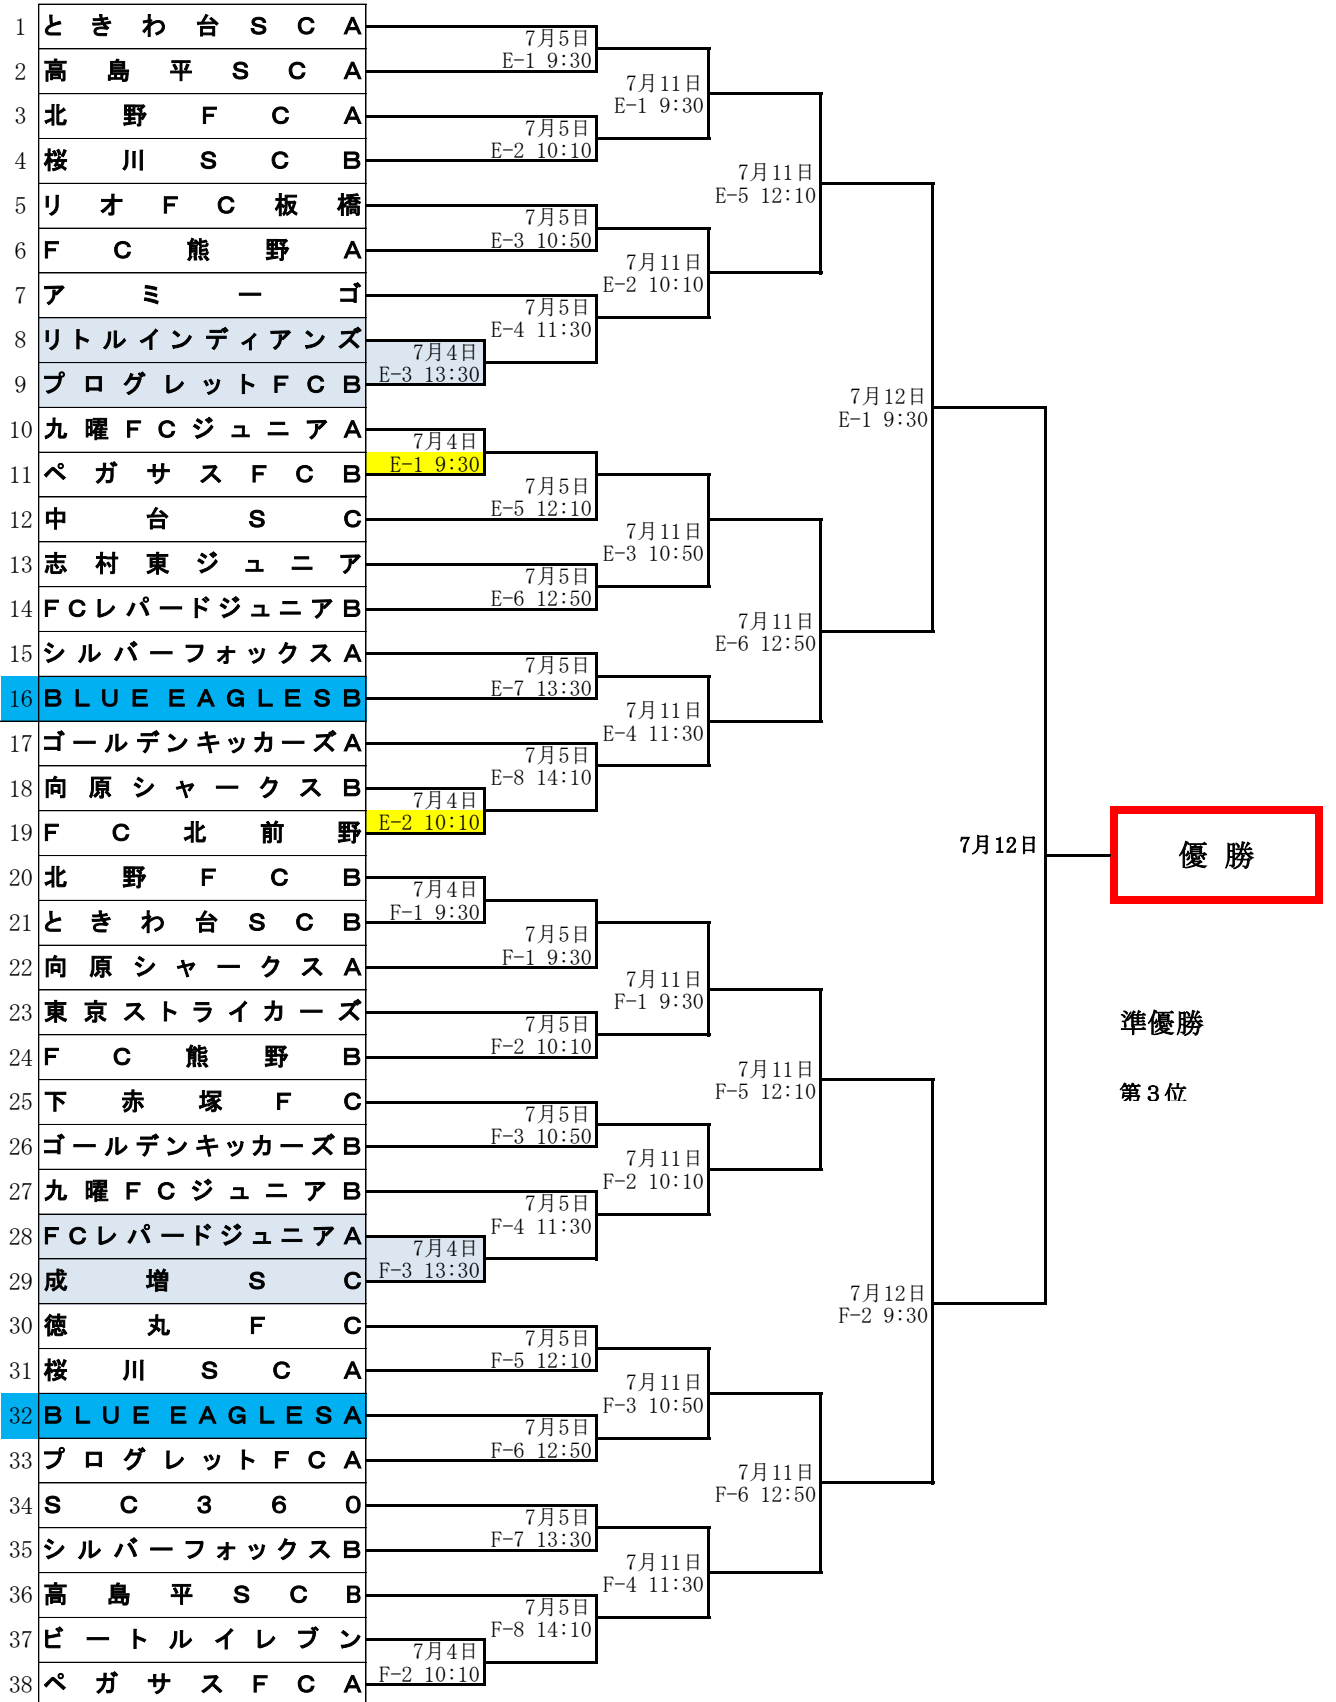 1 ときわ台ＳＣＡ
7月5日
E-1 9:30
2 高島平ＳＣＡ
7月11日
E-1 9:30
3 北野ＦＣＡ
7月5日
E-2 10:10
4 桜川ＳＣＢ
7月11日
E-5 12:10
5 リオＦＣ板橋
7月5日
E-3 10:50
6 ＦＣ熊野Ａ
7月11日
E-2 10:10
7 アミーゴ
7月5日
E-4 11:30
8 リトルインディアンズ
7月4日
E-3 13:30
9 プログレットＦＣＢ
7月12日
E-1 9:30
10 九曜ＦＣジュニアＡ
7月4日
E-1 9:30
11 ペガサスＦＣＢ
7月5日
E-5 12:10
12 中台ＳＣ
7月11日
E-3 10:50
13 志村東ジュニア
7月5日
E-6 12:50
14 ＦＣレパードジュニアＢ
7月11日
E-6 12:50
15 シルバーフォックスＡ
7月5日
E-7 13:30
16 ＢＬＵＥ ＥＡＧＬＥＳＢ
7月11日
E-4 11:30
17 ゴールデンキッカーズＡ
7月5日
E-8 14:10
18 向原シャークスＢ
7月4日
E-2 10:10
19 ＦＣ北前野
7月12日
優 勝
20 北野ＦＣＢ
7月4日
F-1 9:30
21 ときわ台ＳＣＢ
7月5日
F-1 9:30
22 向原シャークスＡ
7月11日
F-1 9:30
23 東京ストライカーズ
7月5日
F-2 10:10
準優勝
24 ＦＣ熊野Ｂ
7月11日
F-5 12:10
第３位
25 下赤塚ＦＣ
7月5日
F-3 10:50
26 ゴールデンキッカーズＢ
7月11日
F-2 10:10
27 九曜ＦＣジュニアＢ
7月5日
F-4 11:30
28 ＦＣレパードジュニアＡ
7月4日
F-3 13:30
29 成増ＳＣ
7月12日
F-2 9:30
30 徳丸ＦＣ
7月5日
F-5 12:10
31 桜川ＳＣＡ
7月11日
F-3 10:50
32 ＢＬＵＥ ＥＡＧＬＥＳＡ
7月5日
F-6 12:50
33 プログレットＦＣＡ
7月11日
F-6 12:50
34 ＳＣ３６０
7月5日
F-7 13:30
35 シルバーフォックスＢ
7月11日
F-4 11:30
36 高島平ＳＣＢ
7月5日
F-8 14:10
37 ビートルイレブン
7月4日
F-2 10:10
38 ペガサスＦＣＡ